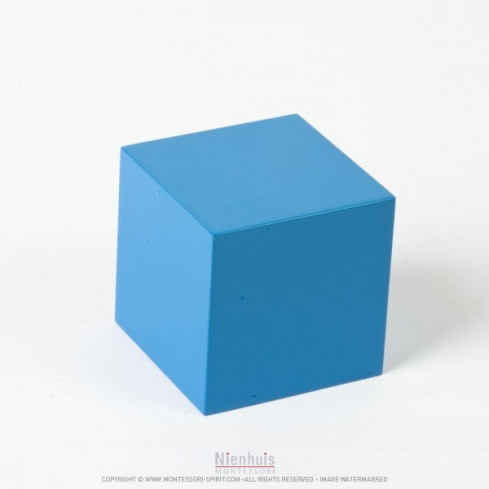 Nienhuis
MONTESSORI
COPYRIGHT © WWW.MONTESSORI-SPIRIT.COM - ALL RIGHTS RESERVED - IMAGE WATERMARKED